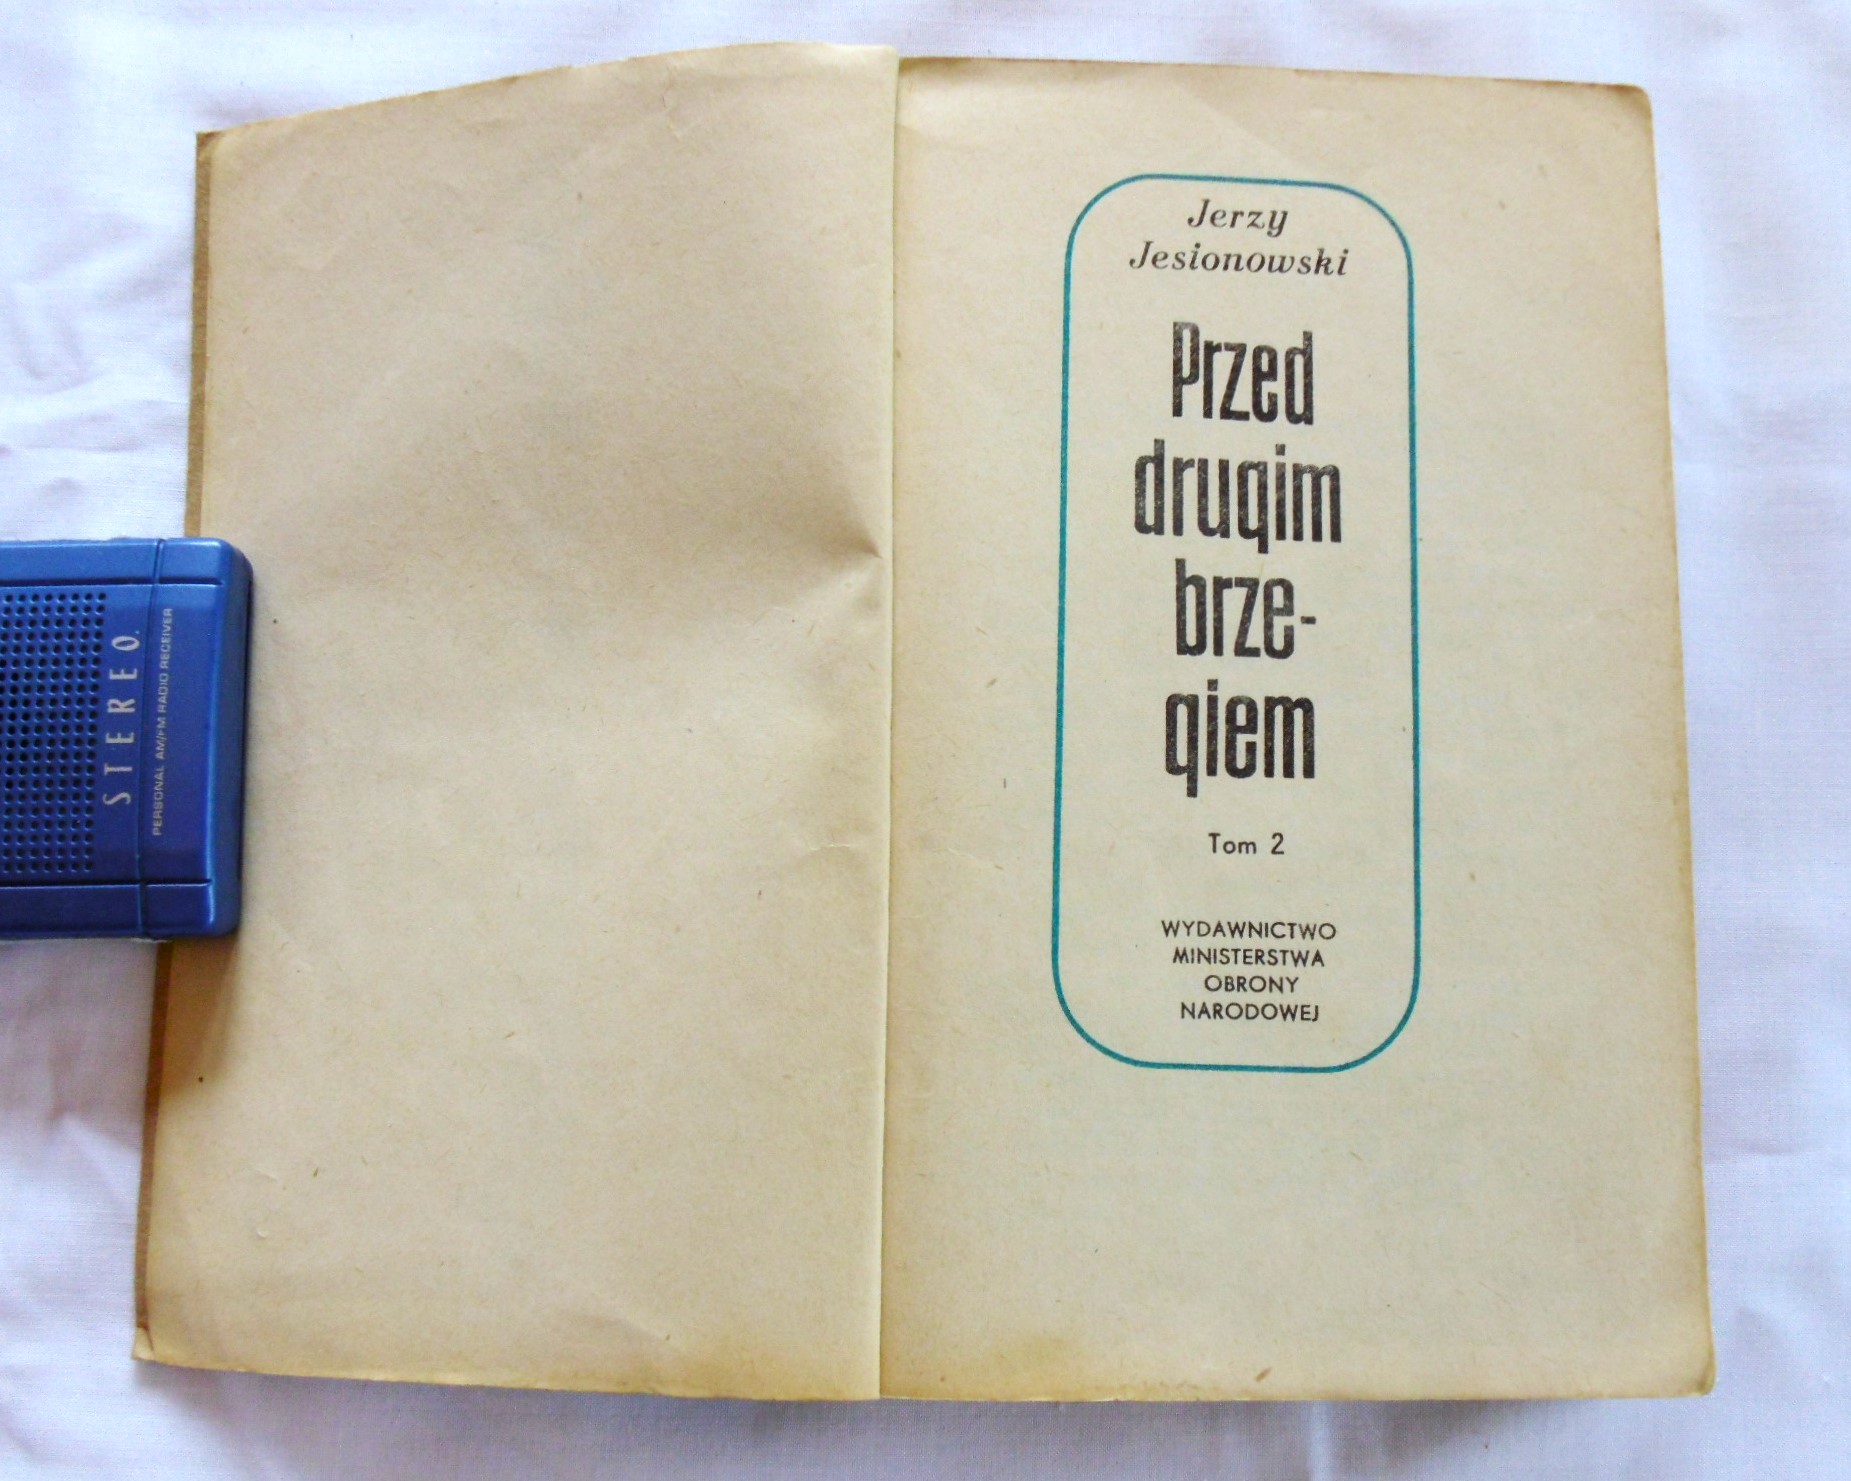 Jerzy
Jesionowski
Przed
drugim
brze-
giem
Tom 2
WYDAWNICTWO
MINISTERSTWA
OBRONY
NARODOWEJ
STEREO
PERSONAL AM/FM RADIO RECEIVER